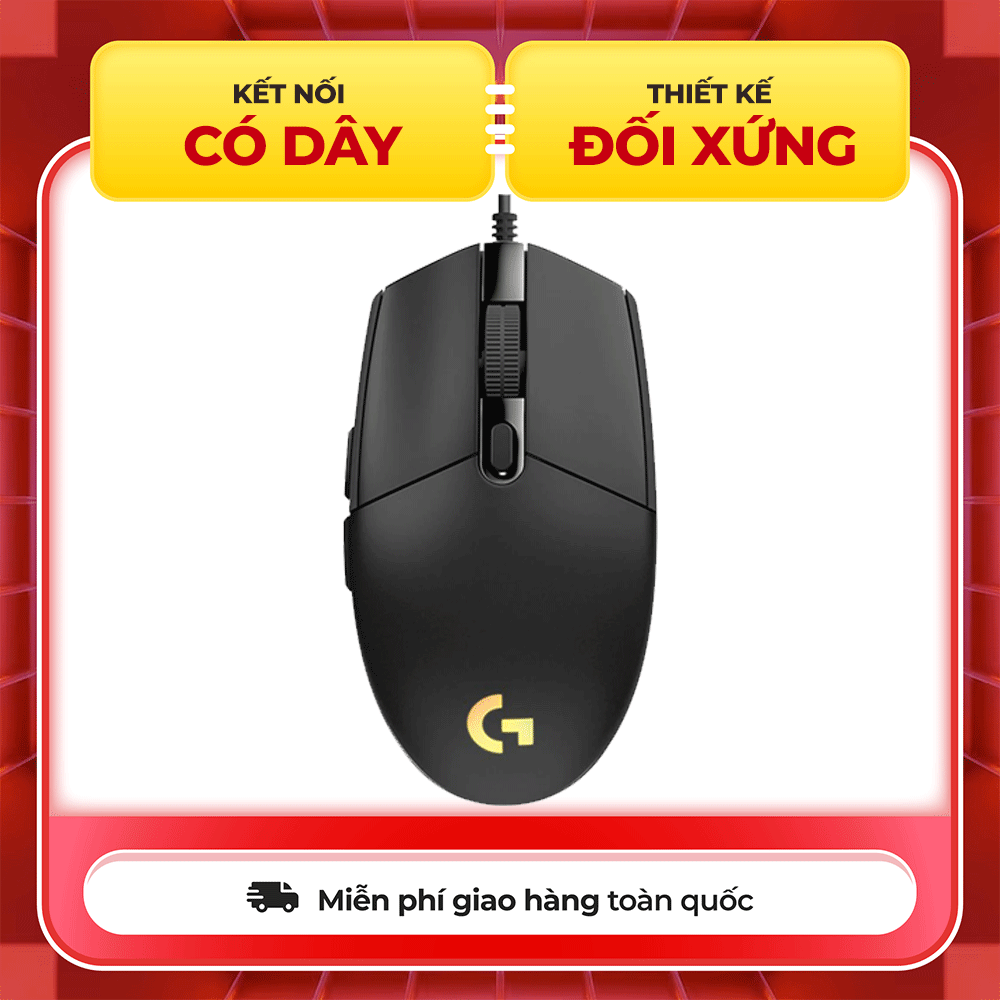 KẾT NỐI
CÓ DÂY
THIẾT KẾ
ĐỐI XỨNG
G
Miễn phí giao hàng toàn quốc